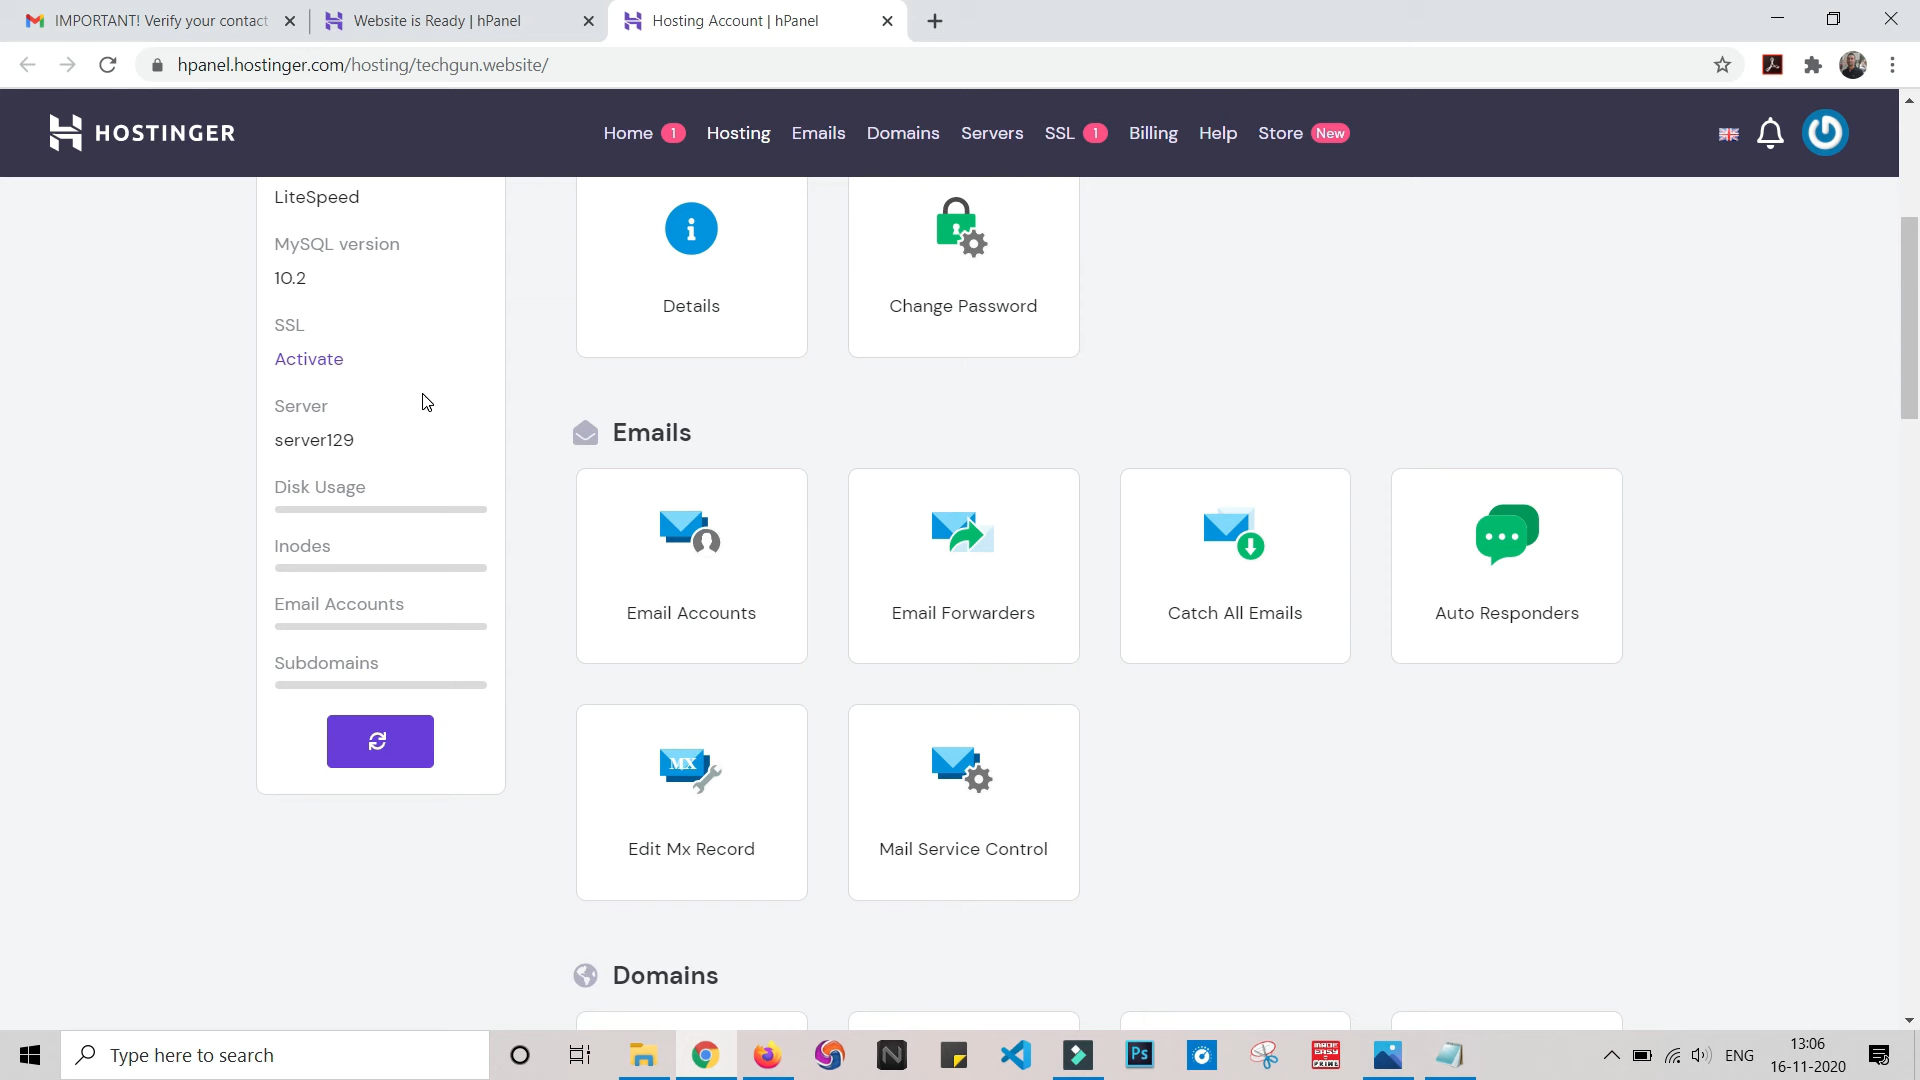 IMPORTANT! Verify your contact
Website is Ready | hPanel
Hosting Account | hPanel
hpanel.hostinger.com/hosting/techgun.website/
HOSTINGER
Home 1
Hosting
Emails
Domains
Servers
SSL 1
Billing
Help
Store New
LiteSpeed
MySQL version
10.2
SSL
Activate
Server
server129
Disk Usage
Inodes
Email Accounts
Subdomains
Details
Change Password
Emails
Email Accounts
Email Forwarders
Catch All Emails
Auto Responders
MX
Edit Mx Record
Mail Service Control
Domains
Type here to search
N
Ps
MADE
EASY
PRIME
ENG
13:06
16-11-2020